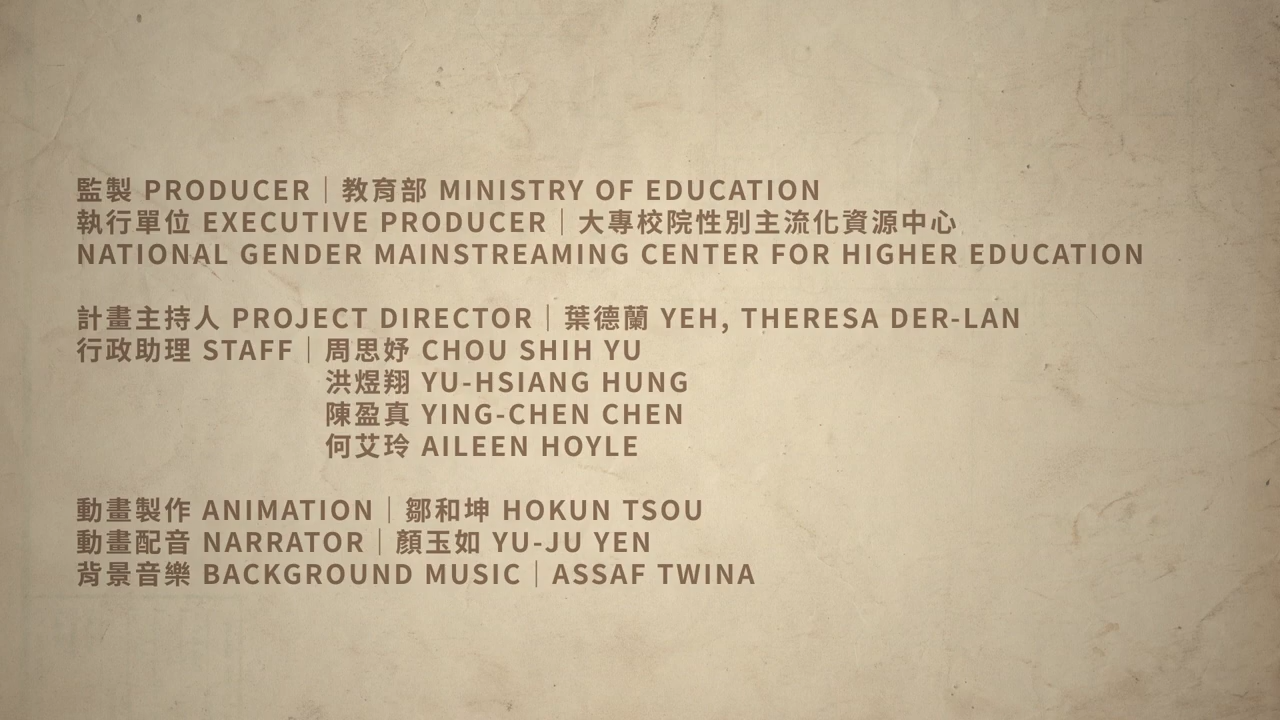 監製 PRODUCER｜教育部 MINISTRY OF EDUCATION
執行單位 EXECUTIVE PRODUCER｜大專校院性別主流化資源中心
NATIONAL GENDER MAINSTREAMING CENTER FOR HIGHER EDUCATION
計畫主持人 PROJECT DIRECTOR｜葉德蘭 YEH, THERESA DER-LAN
行政助理 STAFF｜周思妤 CHOU SHIH YU
洪煜翔 YU-HSIANG HUNG
陳盈真 YING-CHEN CHEN
何艾玲 AILEEN HOYLE
動畫製作 ANIMATION｜鄒和坤 HOKUN TSOU
動畫配音 NARRATOR｜顏玉如 YU-JU YEN
背景音樂 BACKGROUND MUSIC｜ASSAF TWINA